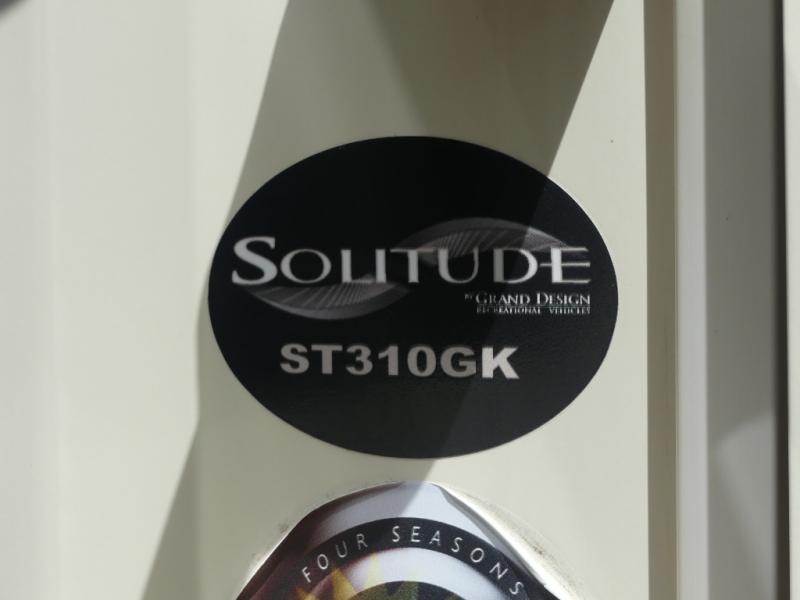 SOLITUDE
BY GRAND DESIGN
RECREATIONAL VEHICLES
ST310GK
FOUR SEASONS